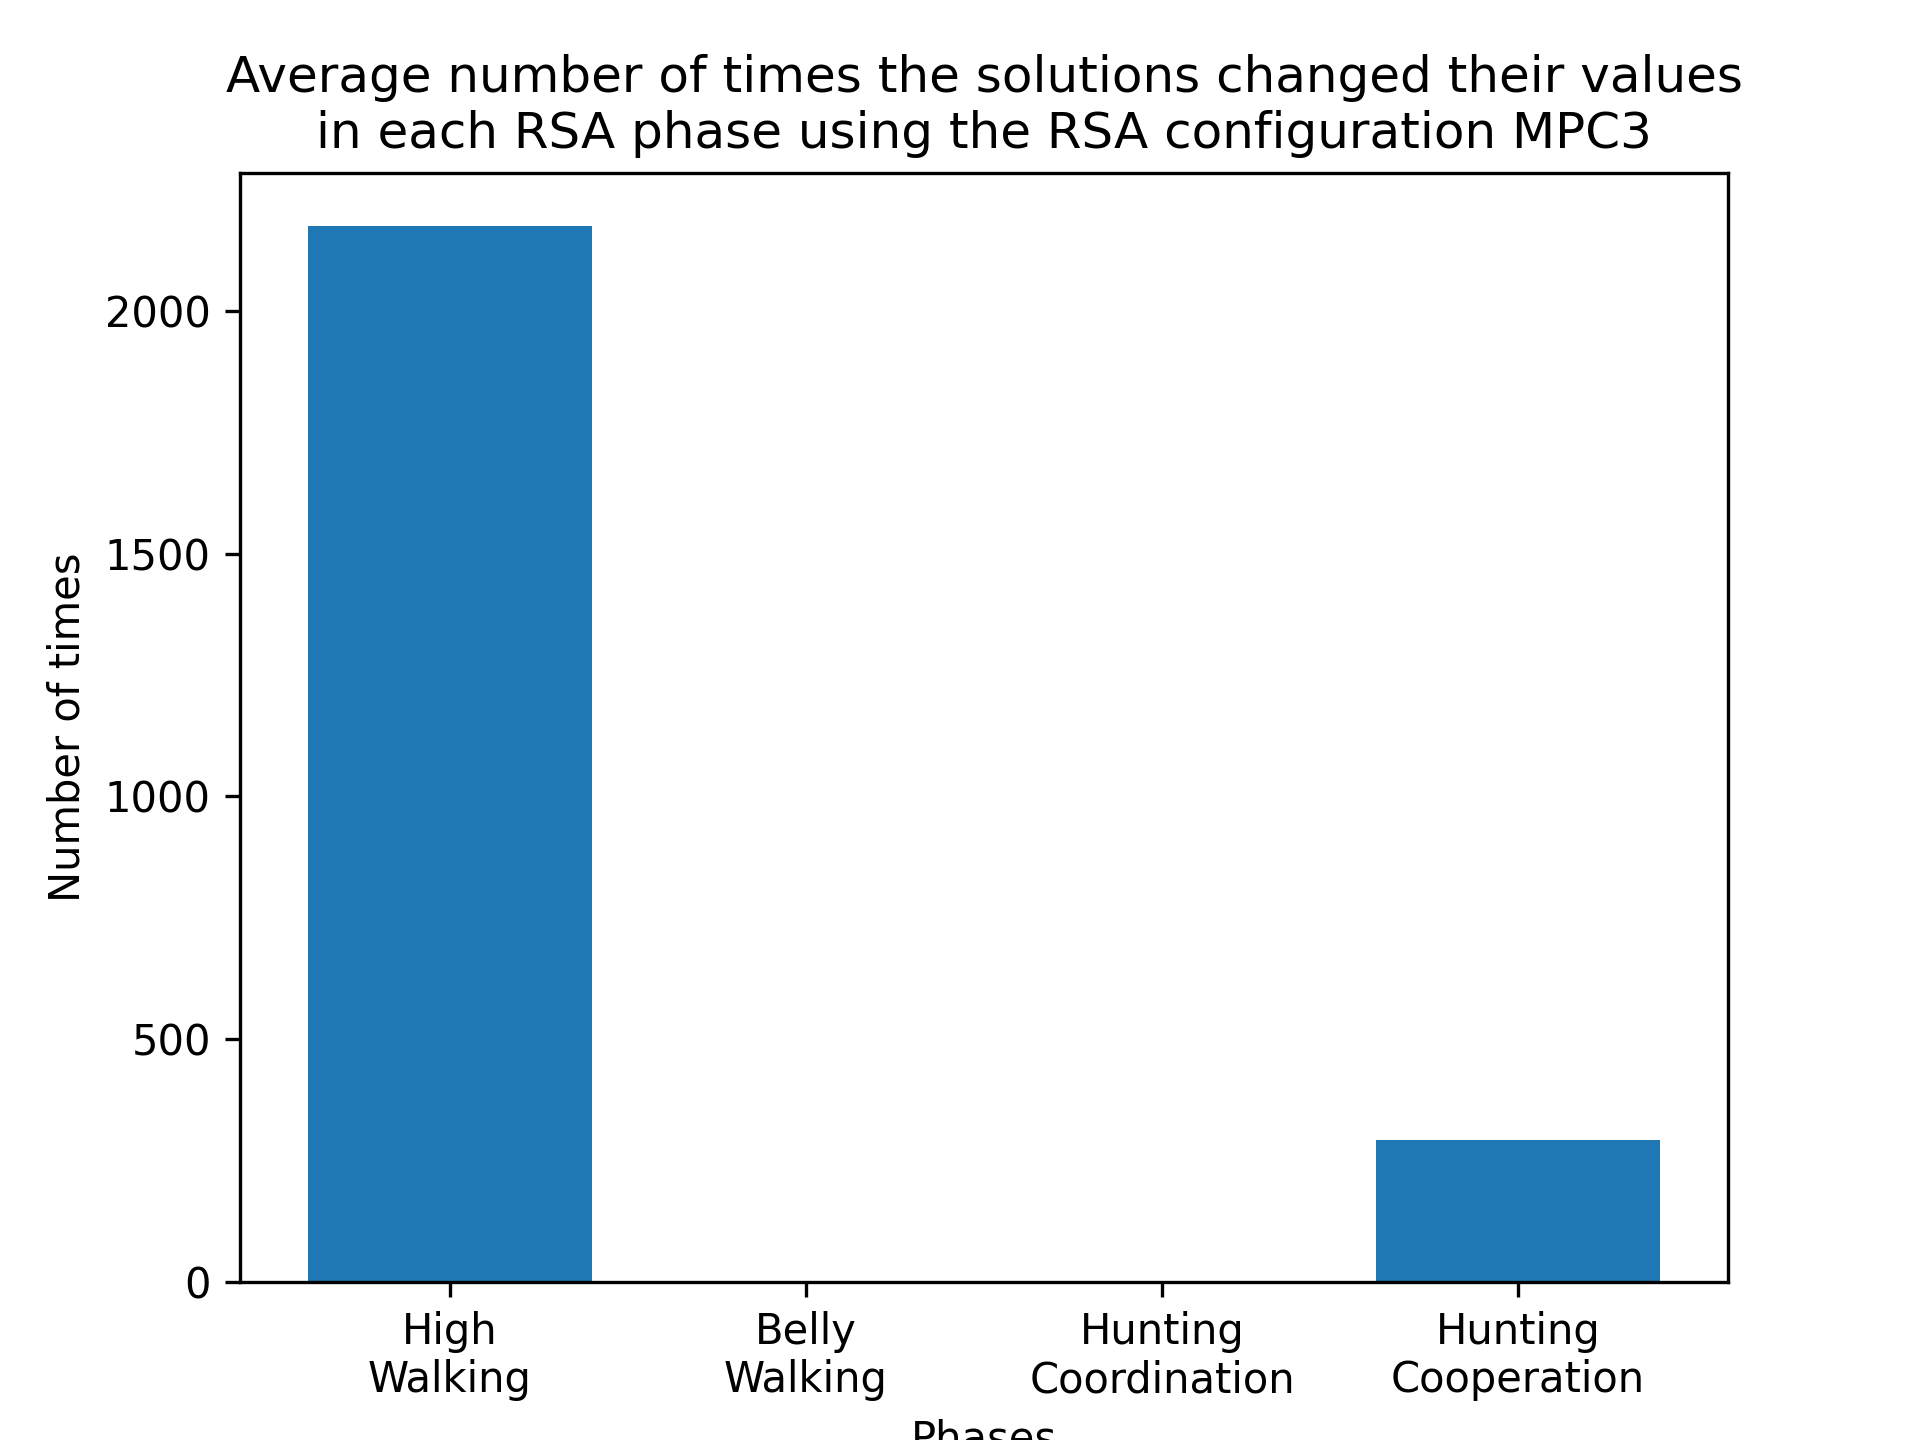 Average number of times the solutions changed their values
in each RSA phase using the RSA configuration MPC3
Number of times
2000
1500
1000
500
0
High
Walking
Belly
Walking
Hunting
Coordination
Hunting
Cooperation
Phases